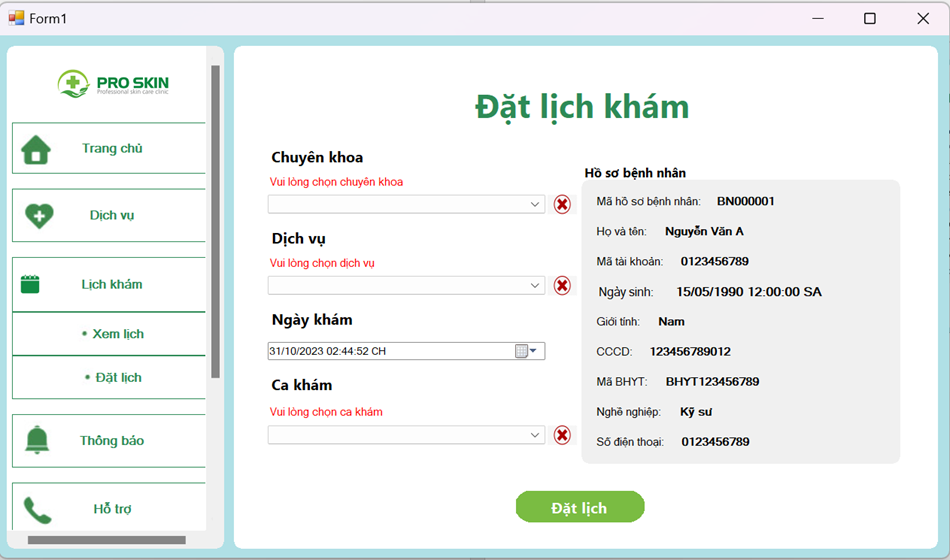 Form1
PRO SKIN
Professional skin care clinic
Trang chủ
Dịch vụ
Lịch khám
• Xem lịch
• Đặt lịch
Thông báo
Hỗ trợ
Đặt lịch khám
Chuyên khoa
Vui lòng chọn chuyên khoa
Dịch vụ
Vui lòng chọn dịch vụ
Ngày khám
31/10/2023 02:44:52 CH
Ca khám
Vui lòng chọn ca khám
Hồ sơ bệnh nhân
Mã hồ sơ bệnh nhân: BN000001
Họ và tên: Nguyễn Văn A
Mã tài khoản: 0123456789
Ngày sinh: 15/05/1990 12:00:00 SA
Giới tính: Nam
CCCD: 123456789012
Mã BHYT: BHYT123456789
Nghề nghiệp: Kỹ sư
Số điện thoại: 0123456789
Đặt lịch